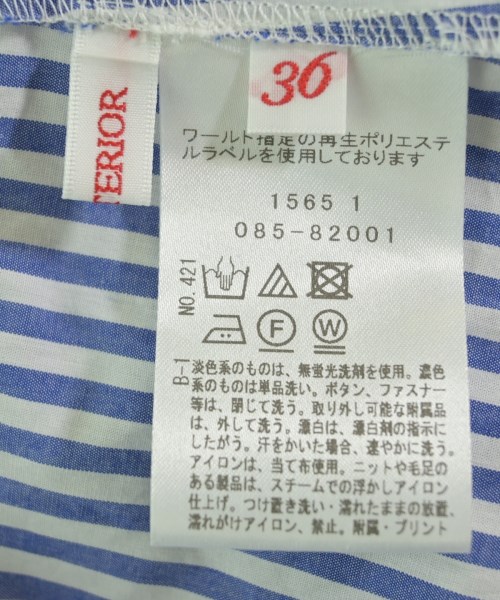 36
TERIOR
ワールド指定の再生ポリエステ
ルラベルを使用しております
1565 1
085-82001
NO.421
F
W
B-1
淡色系のものは、無蛍光洗剤を使用。濃色
系のものは単品洗い。ボタン、ファスナー
等は、閉じて洗う。取り外し可能な附属品
は、外して洗う。漂白は、漂白剤の指示に
したがう。汗をかいた場合、速やかに洗う。
アイロンは、当て布使用。ニットや毛足の
ある製品は、スチームでの浮かしアイロン
仕上げ。つけ置き洗い・濡れたままの放置、
濡れがけアイロン、禁止。附属・プリント